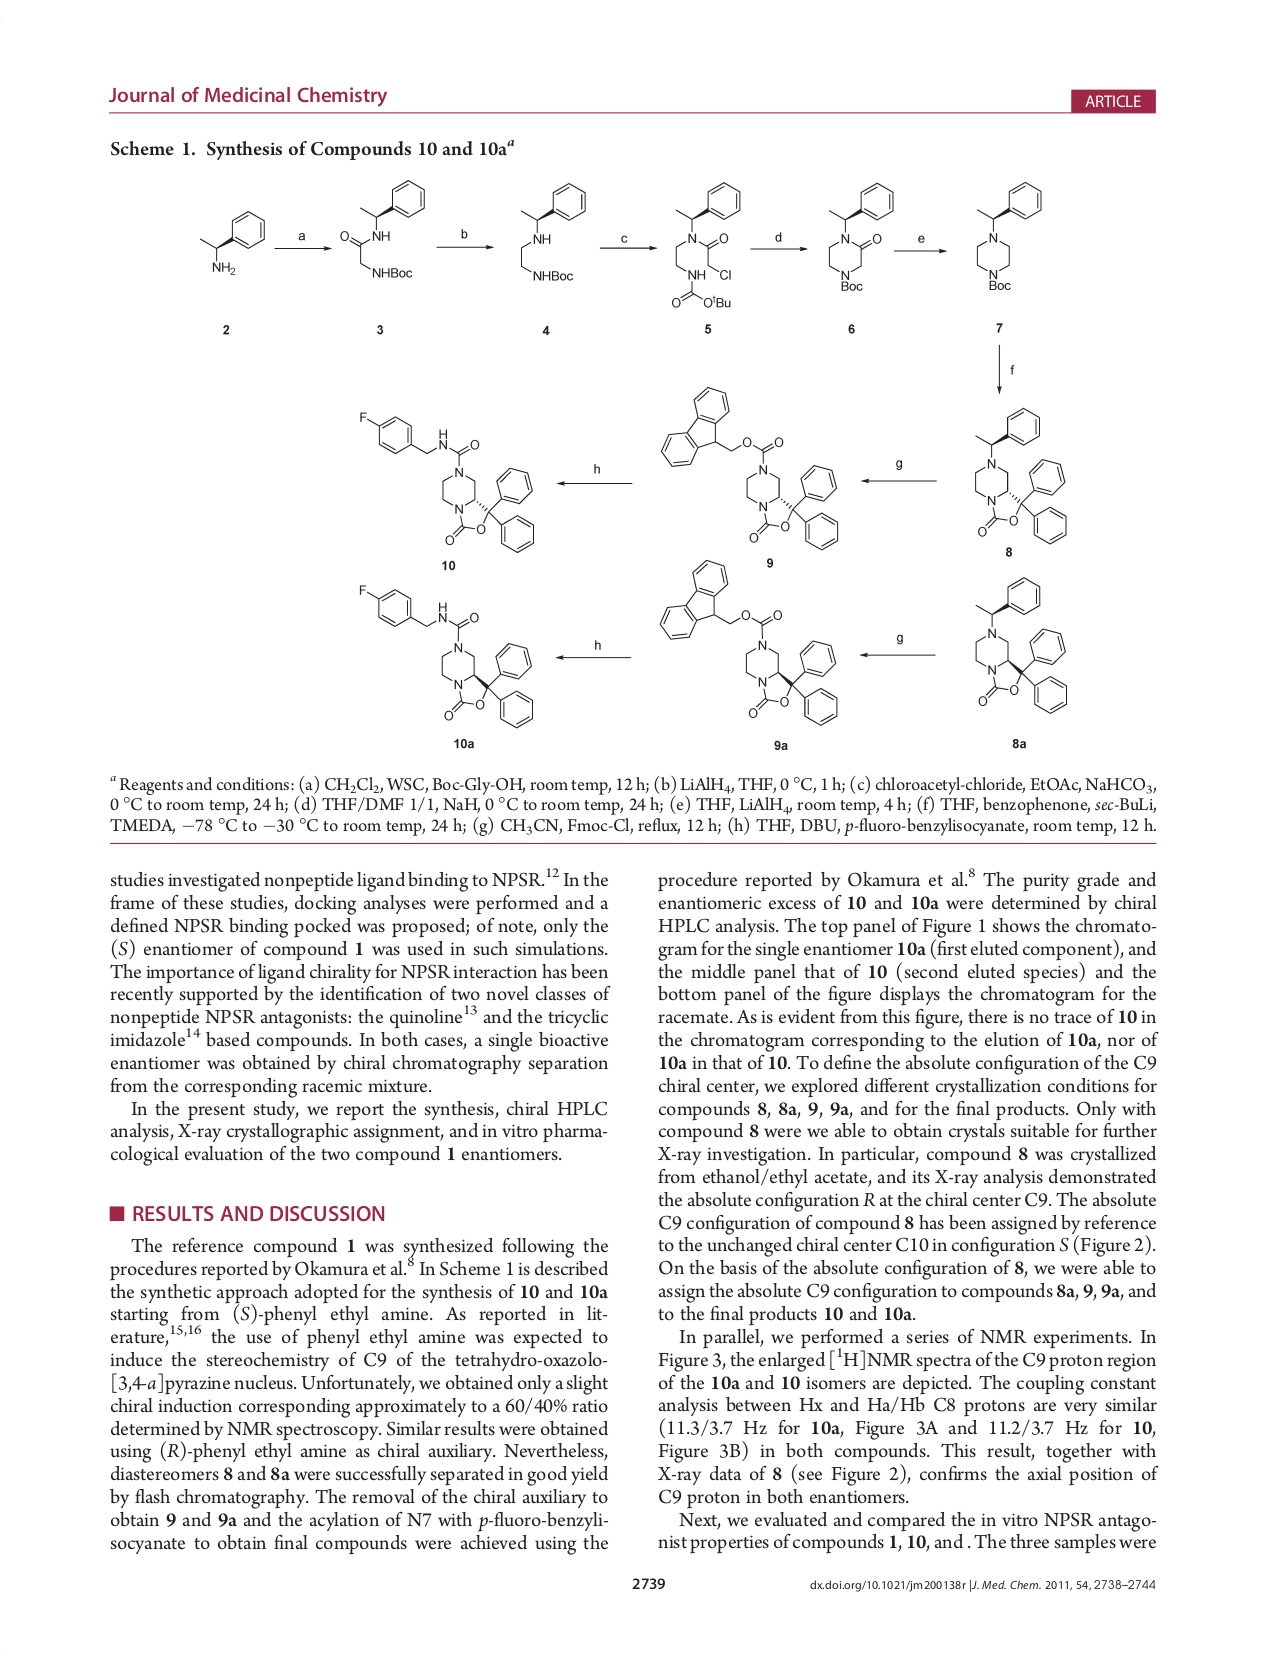 Journal of Medicinal Chemistry
ARTICLE
Scheme 1. Synthesis of Compounds 10 and 10aᵃ
NH₂
2
a
O
NH
NHBoc
3
b
NH
NHBoc
4
c
N
O
NH
Cl
O
OᵗBu
5
d
N
O
N
Boc
6
e
N
N
Boc
7
f
F
H
N
O
N
N
O
O
10
h
O
O
N
N
O
O
9
g
N
N
O
O
8
F
H
N
O
N
N
O
O
10a
h
O
O
N
N
O
O
9a
g
N
N
O
O
8a
ᵃ Reagents and conditions: (a) CH₂Cl₂, WSC, Boc-Gly-OH, room temp, 12 h; (b) LiAlH₄, THF, 0 °C, 1 h; (c) chloroacetyl-chloride, EtOAc, NaHCO₃,
0 °C to room temp, 24 h; (d) THF/DMF 1/1, NaH, 0 °C to room temp, 24 h; (e) THF, LiAlH₄, room temp, 4 h; (f) THF, benzophenone, sec-BuLi,
TMEDA, −78 °C to −30 °C to room temp, 24 h; (g) CH₃CN, Fmoc-Cl, reflux, 12 h; (h) THF, DBU, p-fluoro-benzylisocyanate, room temp, 12 h.
studies investigated nonpeptide ligand binding to NPSR.¹² In the
frame of these studies, docking analyses were performed and a
defined NPSR binding pocked was proposed; of note, only the
(S) enantiomer of compound 1 was used in such simulations.
The importance of ligand chirality for NPSR interaction has been
recently supported by the identification of two novel classes of
nonpeptide NPSR antagonists: the quinoline¹³ and the tricyclic
imidazole¹⁴ based compounds. In both cases, a single bioactive
enantiomer was obtained by chiral chromatography separation
from the corresponding racemic mixture.
In the present study, we report the synthesis, chiral HPLC
analysis, X-ray crystallographic assignment, and in vitro pharma-
cological evaluation of the two compound 1 enantiomers.
■ RESULTS AND DISCUSSION
The reference compound 1 was synthesized following the
procedures reported by Okamura et al.⁸ In Scheme 1 is described
the synthetic approach adopted for the synthesis of 10 and 10a
starting from (S)-phenyl ethyl amine. As reported in lit-
erature,¹⁵,¹⁶ the use of phenyl ethyl amine was expected to
induce the stereochemistry of C9 of the tetrahydro-oxazolo-
[3,4-a]pyrazine nucleus. Unfortunately, we obtained only a slight
chiral induction corresponding approximately to a 60/40% ratio
determined by NMR spectroscopy. Similar results were obtained
using (R)-phenyl ethyl amine as chiral auxiliary. Nevertheless,
diastereomers 8 and 8a were successfully separated in good yield
by flash chromatography. The removal of the chiral auxiliary to
obtain 9 and 9a and the acylation of N7 with p-fluoro-benzyli-
socyanate to obtain final compounds were achieved using the
procedure reported by Okamura et al.⁸ The purity grade and
enantiomeric excess of 10 and 10a were determined by chiral
HPLC analysis. The top panel of Figure 1 shows the chromato-
gram for the single enantiomer 10a (first eluted component), and
the middle panel that of 10 (second eluted species) and the
bottom panel of the figure displays the chromatogram for the
racemate. As is evident from this figure, there is no trace of 10 in
the chromatogram corresponding to the elution of 10a, nor of
10a in that of 10. To define the absolute configuration of the C9
chiral center, we explored different crystallization conditions for
compounds 8, 8a, 9, 9a, and for the final products. Only with
compound 8 were we able to obtain crystals suitable for further
X-ray investigation. In particular, compound 8 was crystallized
from ethanol/ethyl acetate, and its X-ray analysis demonstrated
the absolute configuration R at the chiral center C9. The absolute
C9 configuration of compound 8 has been assigned by reference
to the unchanged chiral center C10 in configuration S (Figure 2).
On the basis of the absolute configuration of 8, we were able to
assign the absolute C9 configuration to compounds 8a, 9, 9a, and
to the final products 10 and 10a.
In parallel, we performed a series of NMR experiments. In
Figure 3, the enlarged [¹H]NMR spectra of the C9 proton region
of the 10a and 10 isomers are depicted. The coupling constant
analysis between Hx and Ha/Hb C8 protons are very similar
(11.3/3.7 Hz for 10a, Figure 3A and 11.2/3.7 Hz for 10,
Figure 3B) in both compounds. This result, together with
X-ray data of 8 (see Figure 2), confirms the axial position of
C9 proton in both enantiomers.
Next, we evaluated and compared the in vitro NPSR antago-
nist properties of compounds 1, 10, and . The three samples were
2739
dx.doi.org/10.1021/jm200138r |J. Med. Chem. 2011, 54, 2738–2744